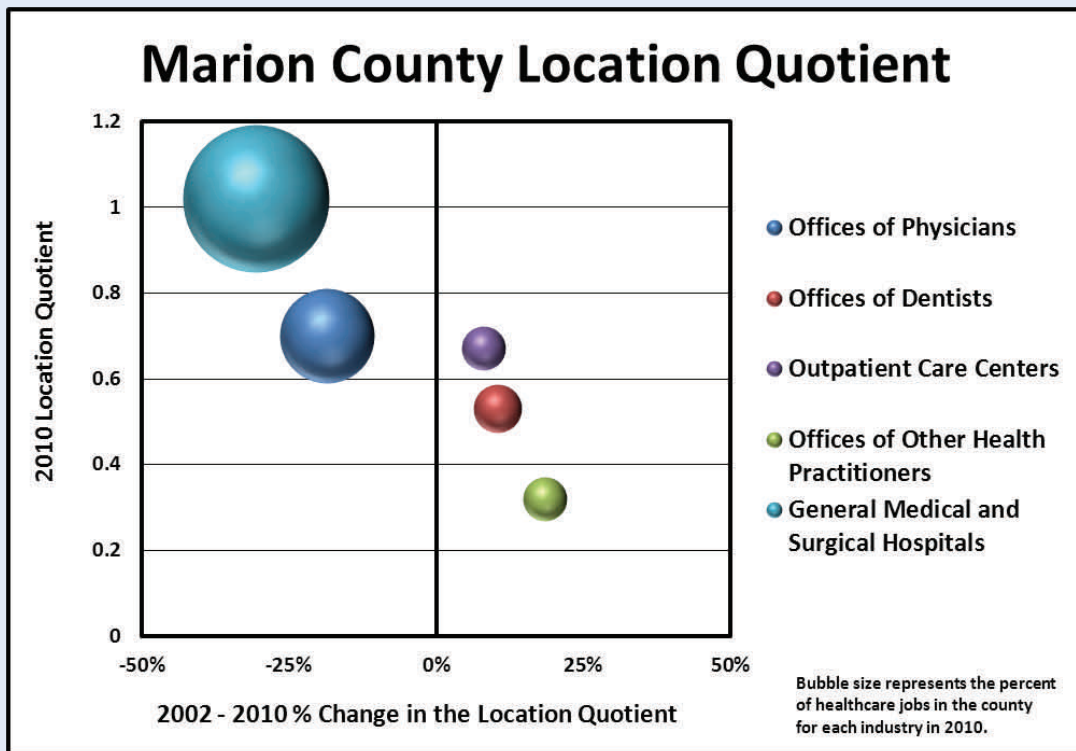 Marion County Location Quotient
1.2
1
0.8
0.6
0.4
0.2
0
2010 Location Quotient
-50%
-25%
0%
25%
50%
2002 - 2010 % Change in the Location Quotient
Offices of Physicians
Offices of Dentists
Outpatient Care Centers
Offices of Other Health
Practitioners
General Medical and
Surgical Hospitals
Bubble size represents the percent
of healthcare jobs in the county
for each industry in 2010.